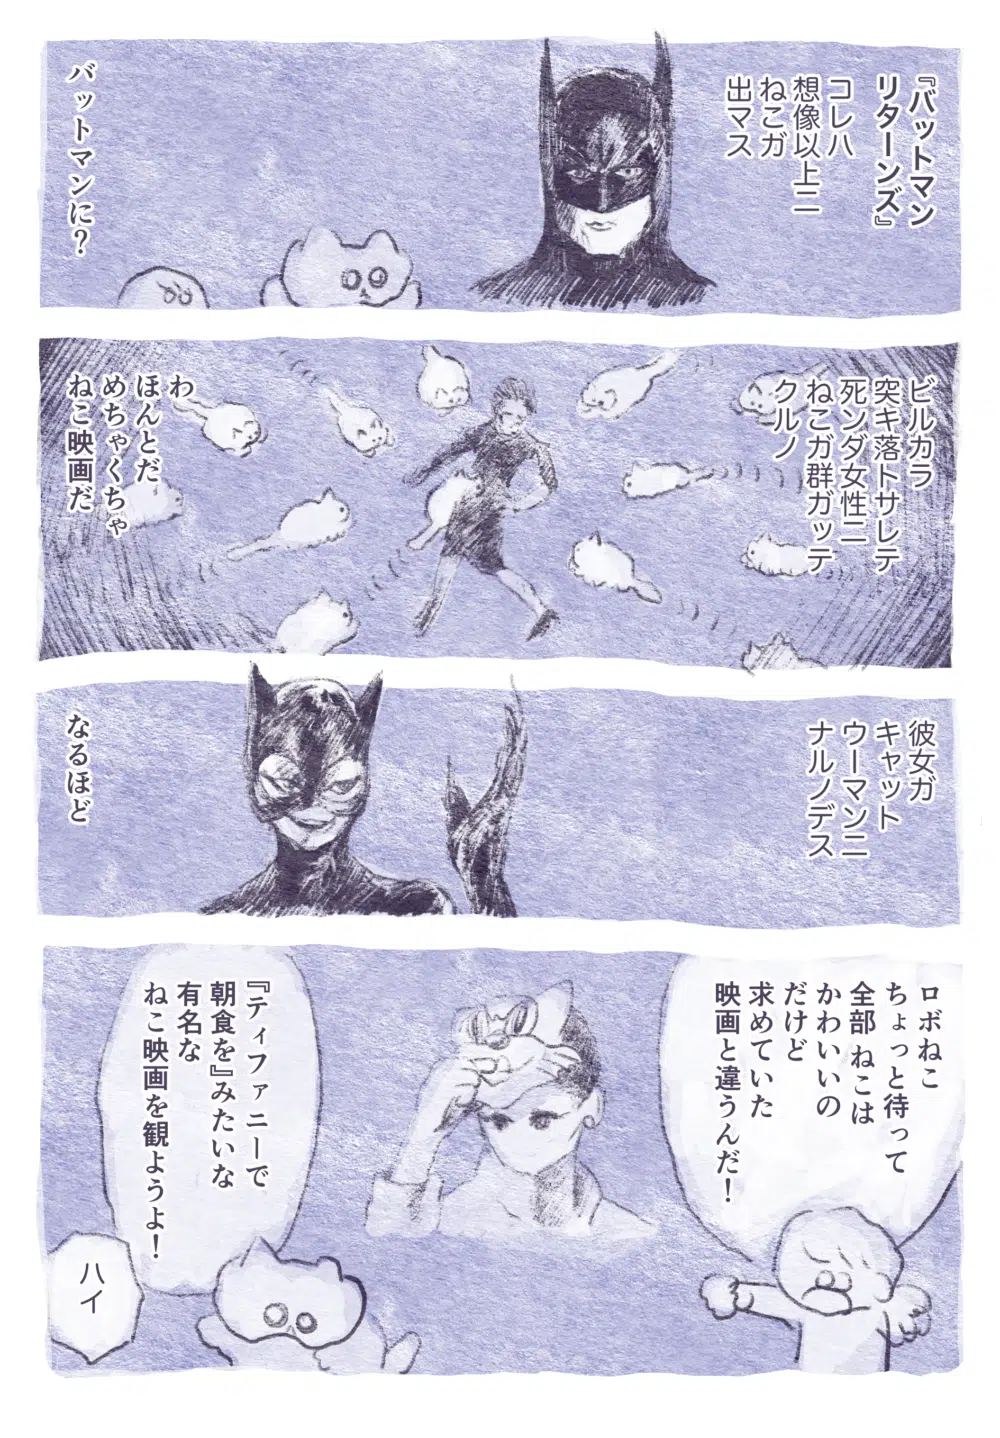 『バットマン
リターンズ』
コレハ
想像以上ニ
ねこガ
出マス
バットマンに？
ビルカラ
突キ落トサレテ
死ンダ女性ニ
ねこガ群ガッテ
クルノ
わ
ほんとだ
めちゃくちゃ
ねこ映画だ
彼女ガ
キャット
ウーマンニ
ナルノデス
なるほど
ロボねこ
ちょっと待って
全部ねこは
かわいいの
だけど
求めていた
映画と違うんだ！
『ティファニーで
朝食を』みたいな
有名な
ねこ映画を観ようよ！
ハイ